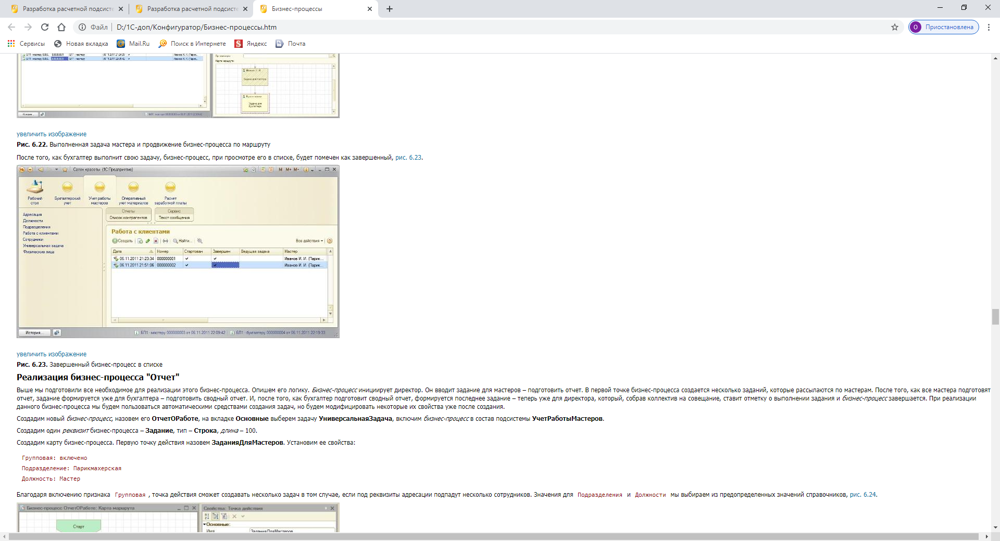 Разработка расчетной подсисте
Разработка расчетной подсисте
Бизнес-процессы
Файл
D:/1С-доп/Конфигуратор/Бизнес-процессы.htm
О
Приостановлена
Сервисы
Новая вкладка
Mail.Ru
Поиск в Интернете
Яндекс
Почта
Карта маршрута:
Задача для мастера
Задача для
бухгалтера
увеличить изображение
Рис. 6.22. Выполненная задача мастера и продвижение бизнес-процесса по маршруту
После того, как бухгалтер выполнит свою задачу, бизнес-процесс, при просмотре его в списке, будет помечен как завершенный, рис. 6.23.
Салон красоты (1С:Предприятие)
M M+ M-
Рабочий стол
Бухгалтерский учет
Учет работы мастеров
Оперативный учет материалов
Расчет заработной платы
Адресация
Должности
Подразделения
Работа с клиентами
Сотрудники
Универсальная задача
Физические лица
Отчеты
Список контрагентов
Сервис
Текст сообщения
Работа с клиентами
Создать
Найти...
Все действия
Дата Номер Стартован Завершен Ведущая задача Мастер
06.11.2011 21:23:34 000000001 Иванов И. И. (Парик...
06.11.2011 21:51:06 000000002 Иванов И. И. (Парик...
История...
БП1 - мастеру 000000003 от 06.11.2011 22:09:42
БП1 - бухгалтеру 000000004 от 06.11.2011 22:19:33
увеличить изображение
Рис. 6.23. Завершенный бизнес-процесс в списке
Реализация бизнес-процесса "Отчет"
Выше мы подготовили все необходимое для реализации этого бизнес-процесса. Опишем его логику. Бизнес-процесс инициирует директор. Он вводит задание для мастеров – подготовить отчет. В первой точке бизнес-процесса создается несколько заданий, которые рассылаются по мастерам. После того, как все мастера подготовят
отчет, задание формируется уже для бухгалтера – подготовить сводный отчет. И, после того, как бухгалтер подготовит сводный отчет, формируется последнее задание – теперь уже для директора, который, собрав коллектив на совещание, ставит отметку о выполнении задания и бизнес-процесс завершается. При реализации
данного бизнес-процесса мы будем пользоваться автоматическими средствами создания задач, но будем модифицировать некоторые их свойства уже после создания.
Создадим новый бизнес-процесс, назовем его ОтчетОРаботе, на вкладке Основные выберем задачу УниверсальнаяЗадача, включим бизнес-процесс в состав подсистемы УчетРаботыМастеров.
Создадим один реквизит бизнес-процесса – Задание, тип – Строка, длина – 100.
Создадим карту бизнес-процесса. Первую точку действия назовем ЗаданияДляМастеров. Установим ее свойства:
Групповая: включено
Подразделение: Парикмахерская
Должность: Мастер
Благодаря включению признака Групповая , точка действия сможет создавать несколько задач в том случае, если под реквизиты адресации подпадут несколько сотрудников. Значения для Подразделения и Должности мы выбираем из предопределенных значений справочников, рис. 6.24.
Бизнес-процесс ОтчетОРаботе: Карта маршрута
Старт
Свойства: Точка действия
Основные:
Имя ЗаданияДляМастеров